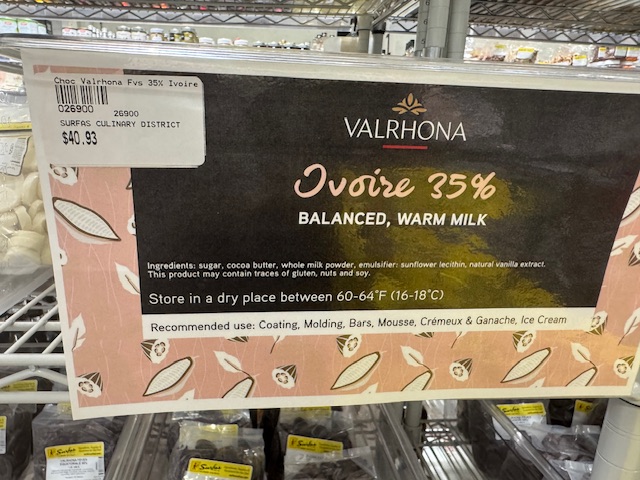 Choc Valrhona Fvs 35% Ivoire
026900
26900
SURFAS CULINARY DISTRICT
$40.93
VALRHONA
Ivoire 35%
BALANCED, WARM MILK
Ingredients: sugar, cocoa butter, whole milk powder, emulsifier: sunflower lecithin, natural vanilla extract.
This product may contain traces of gluten, nuts and soy.
Store in a dry place between 60-64°F (16-18°C)
Recommended use: Coating, Molding, Bars, Mousse, Crémeux & Ganache, Ice Cream
Surfas
Surfas
Surfas